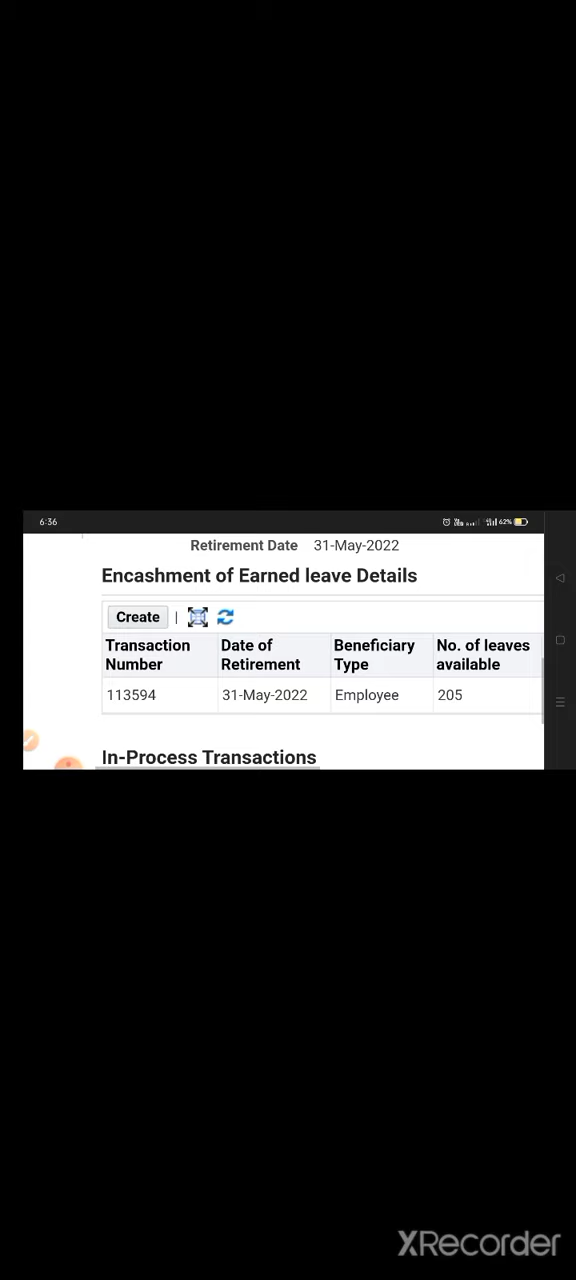 6:36
62%
Retirement Date 31-May-2022
Encashment of Earned leave Details
Create |
Transaction Number Date of Retirement Beneficiary Type No. of leaves available
113594 31-May-2022 Employee 205
In-Process Transactions
XRecorder